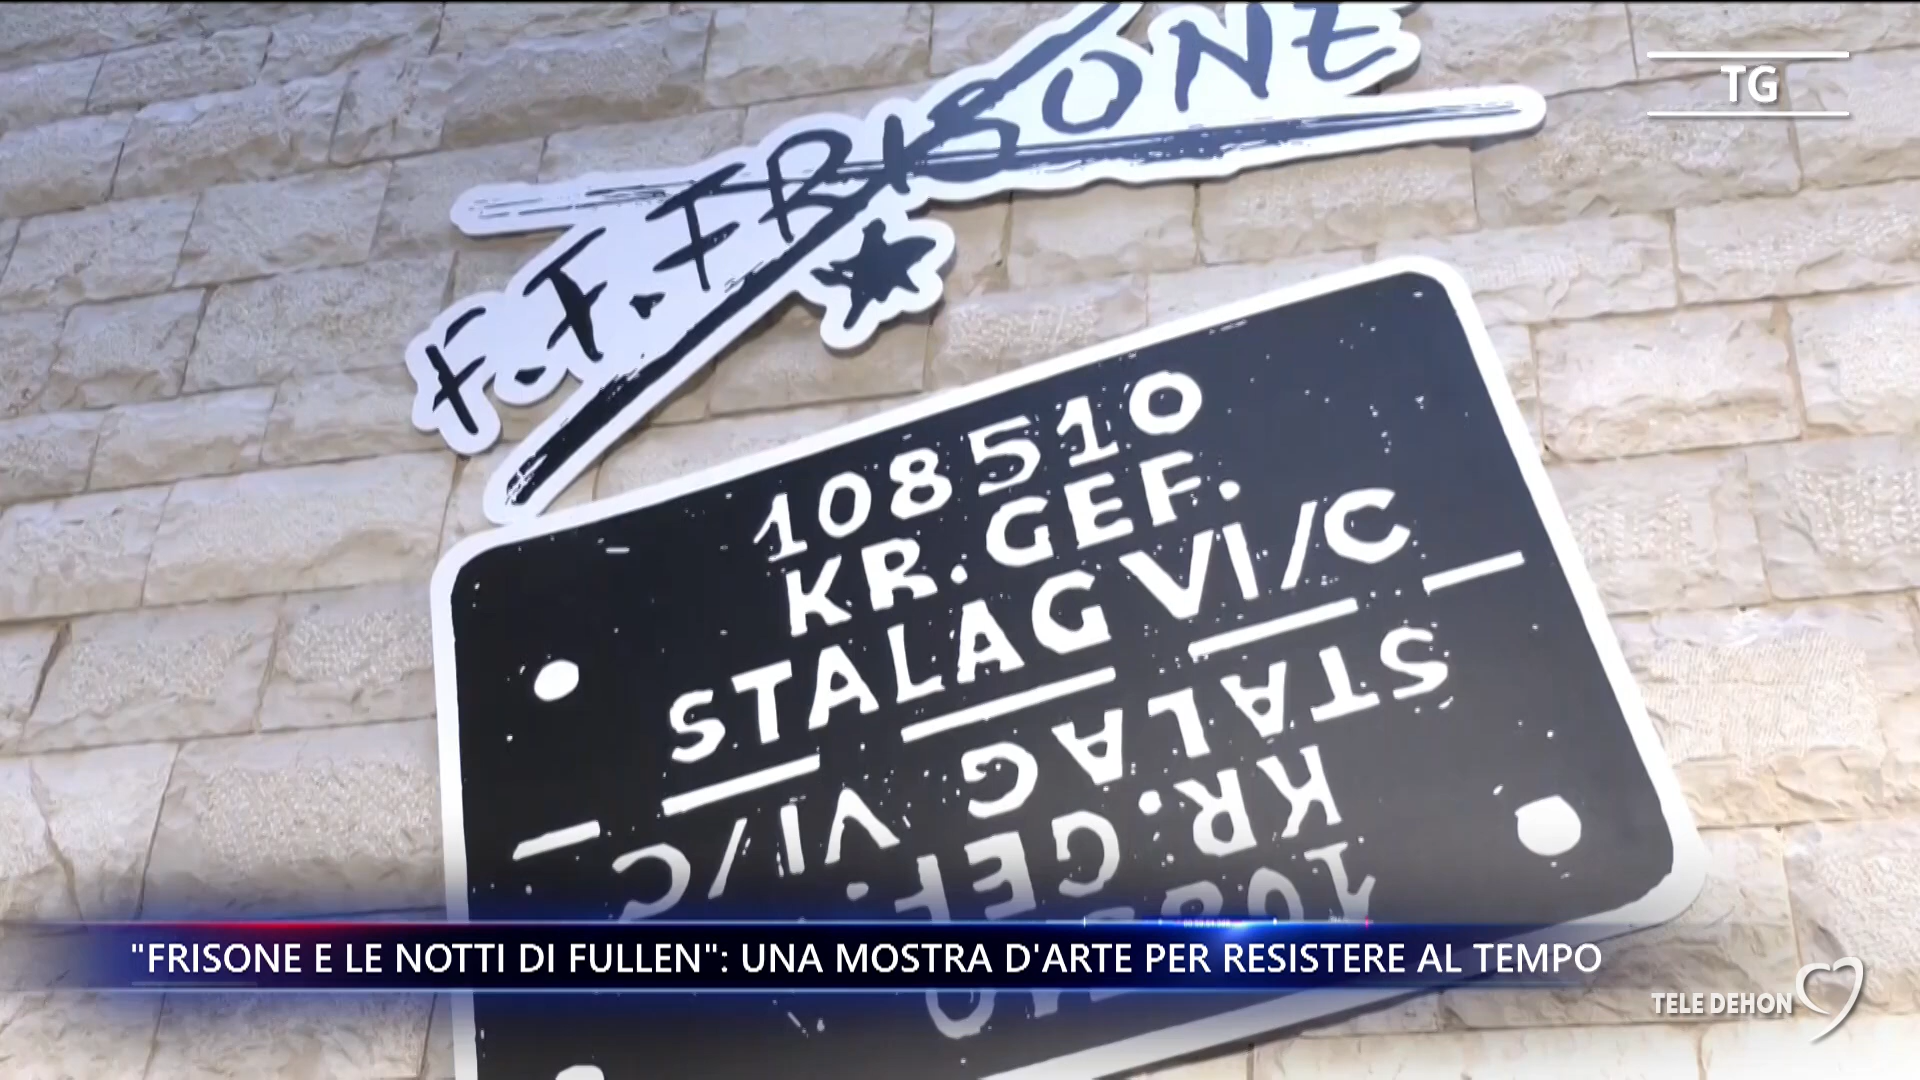 F.F. FRISONE
TG
108510
KR. GEF.
STALAG VI/C
STALAG VI/C
KR. GEF.
"FRISONE E LE NOTTI DI FULLEN": UNA MOSTRA D'ARTE PER RESISTERE AL TEMPO
TELE DEHON